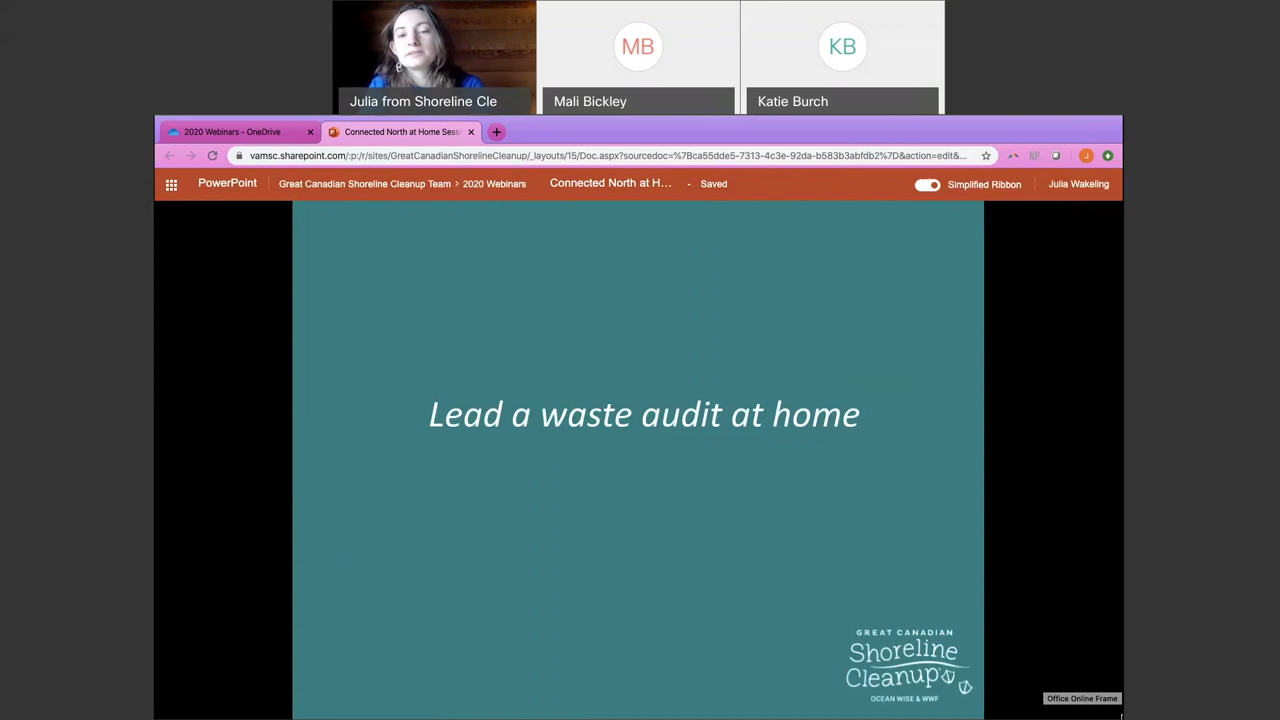 MB
KB
Julia from Shoreline Cle
Mali Bickley
Katie Burch
2020 Webinars - OneDrive
Connected North at Home Sess
vamsc.sharepoint.com/:p:/r/sites/GreatCanadianShorelineCleanup/_layouts/15/Doc.aspx?sourcedoc=%7Bca55dde5-7313-4c3e-92da-b583b3abfdb2%7D&action=edit&...
NP
J
PowerPoint
Great Canadian Shoreline Cleanup Team > 2020 Webinars
Connected North at H... - Saved
Simplified Ribbon
Julia Wakeling
Lead a waste audit at home
GREAT CANADIAN
Shoreline
Cleanup
OCEAN WISE & WWF
Office Online Frame